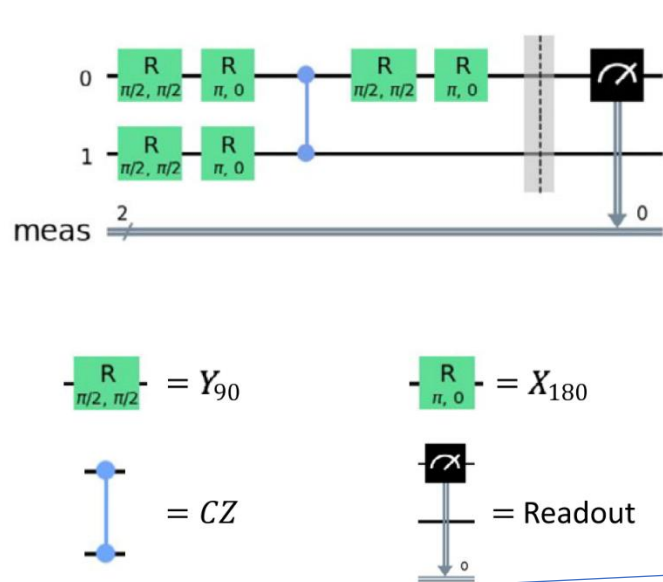 R R R R
0 π/2, π/2 π, 0 π/2, π/2 π, 0
R R
1 π/2, π/2 π, 0
2 0
meas
R π/2, π/2 = Y90
R π, 0 = X180
= CZ
= Readout
0